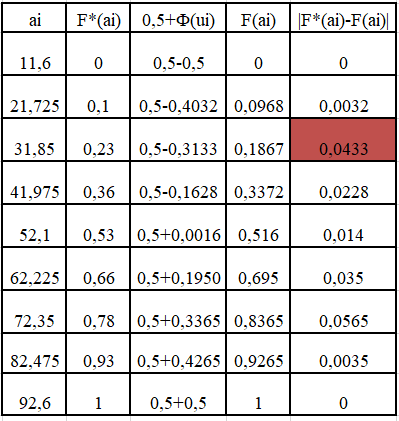 ai F*(ai) 0,5+Ф(ui) F(ai) |F*(ai)-F(ai)|
11,6 0 0,5-0,5 0 0
21,725 0,1 0,5-0,4032 0,0968 0,0032
31,85 0,23 0,5-0,3133 0,1867 0,0433
41,975 0,36 0,5-0,1628 0,3372 0,0228
52,1 0,53 0,5+0,0016 0,516 0,014
62,225 0,66 0,5+0,1950 0,695 0,035
72,35 0,78 0,5+0,3365 0,8365 0,0565
82,475 0,93 0,5+0,4265 0,9265 0,0035
92,6 1 0,5+0,5 1 0